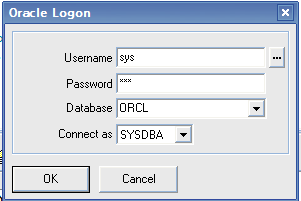 Oracle Logon
Username sys ...
Password ***
Database ORCL
Connect as SYSDBA
OK Cancel